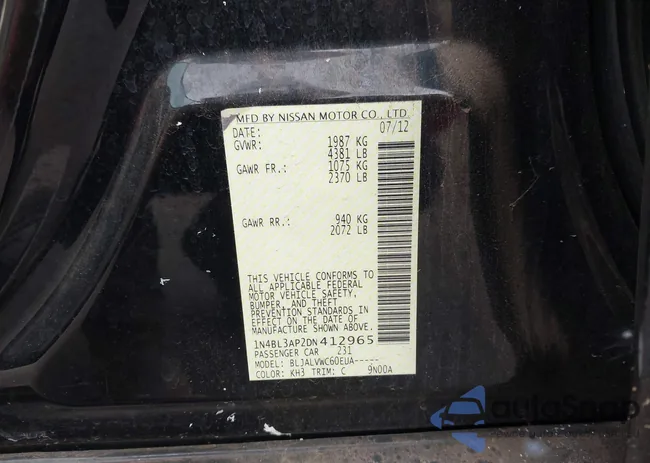 MFD BY NISSAN MOTOR CO., LTD.
DATE: 07/12
GVWR: 1987 KG
4381 LB
GAWR FR.: 1075 KG
2370 LB
GAWR RR.: 940 KG
2072 LB
THIS VEHICLE CONFORMS TO
ALL APPLICABLE FEDERAL
MOTOR VEHICLE SAFETY,
BUMPER, AND THEFT
PREVENTION STANDARDS
IN EFFECT ON THE DATE OF
MANUFACTURE SHOWN ABOVE.
1N4BL3AP2DN412965
PASSENGER CAR 231
MODEL: BLJALVWC60EUA-----
COLOR: KH3 TRIM: C 9N00A
autoSnap